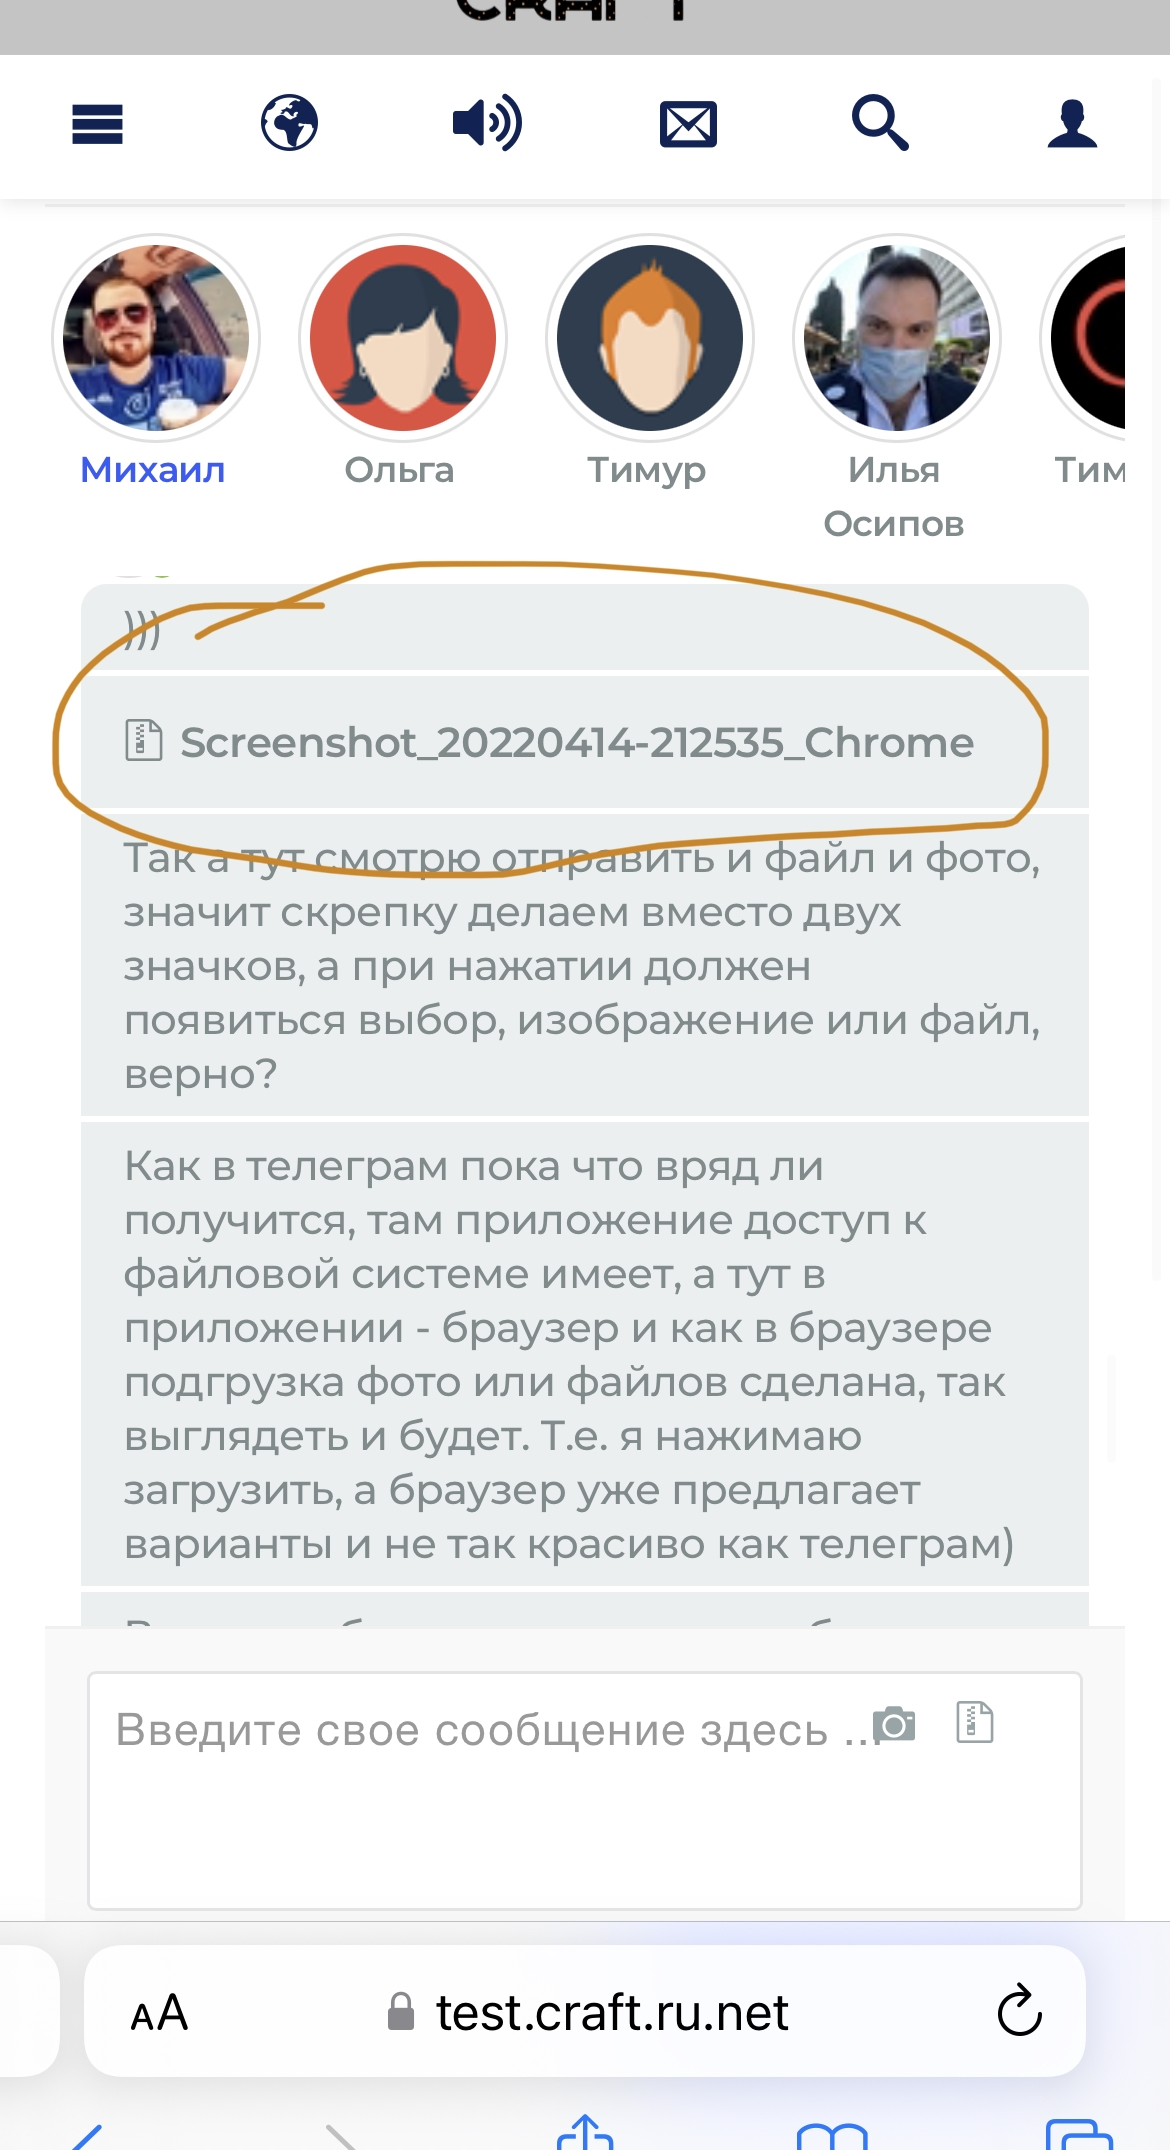 CRAFT
Михаил
Ольга
Тимур
Илья
Осипов
Тим
)))
Screenshot_20220414-212535_Chrome
Так а тут смотрю отправить и файл и фото,
значит скрепку делаем вместо двух
значков, а при нажатии должен
появиться выбор, изображение или файл,
верно?
Как в телеграм пока что вряд ли
получится, там приложение доступ к
файловой системе имеет, а тут в
приложении - браузер и как в браузере
подгрузка фото или файлов сделана, так
выглядеть и будет. Т.е. я нажимаю
загрузить, а браузер уже предлагает
варианты и не так красиво как телеграм)
Введите свое сообщение здесь ...
AA
test.craft.ru.net